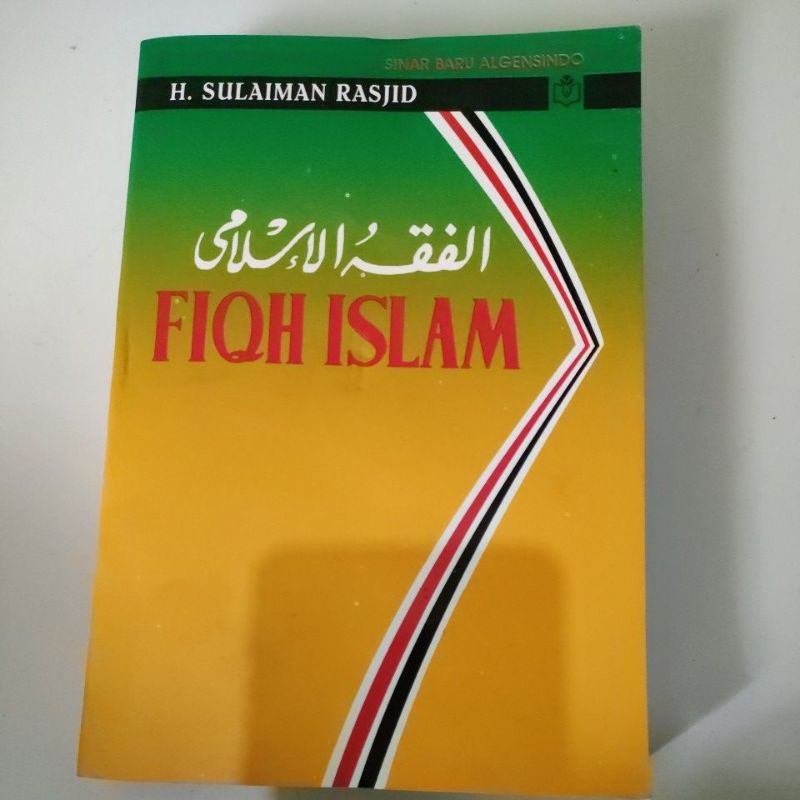 SINAR BARU ALGENSINDO
H. SULAIMAN RASJID
الفقه الإسلامي
FIQH ISLAM